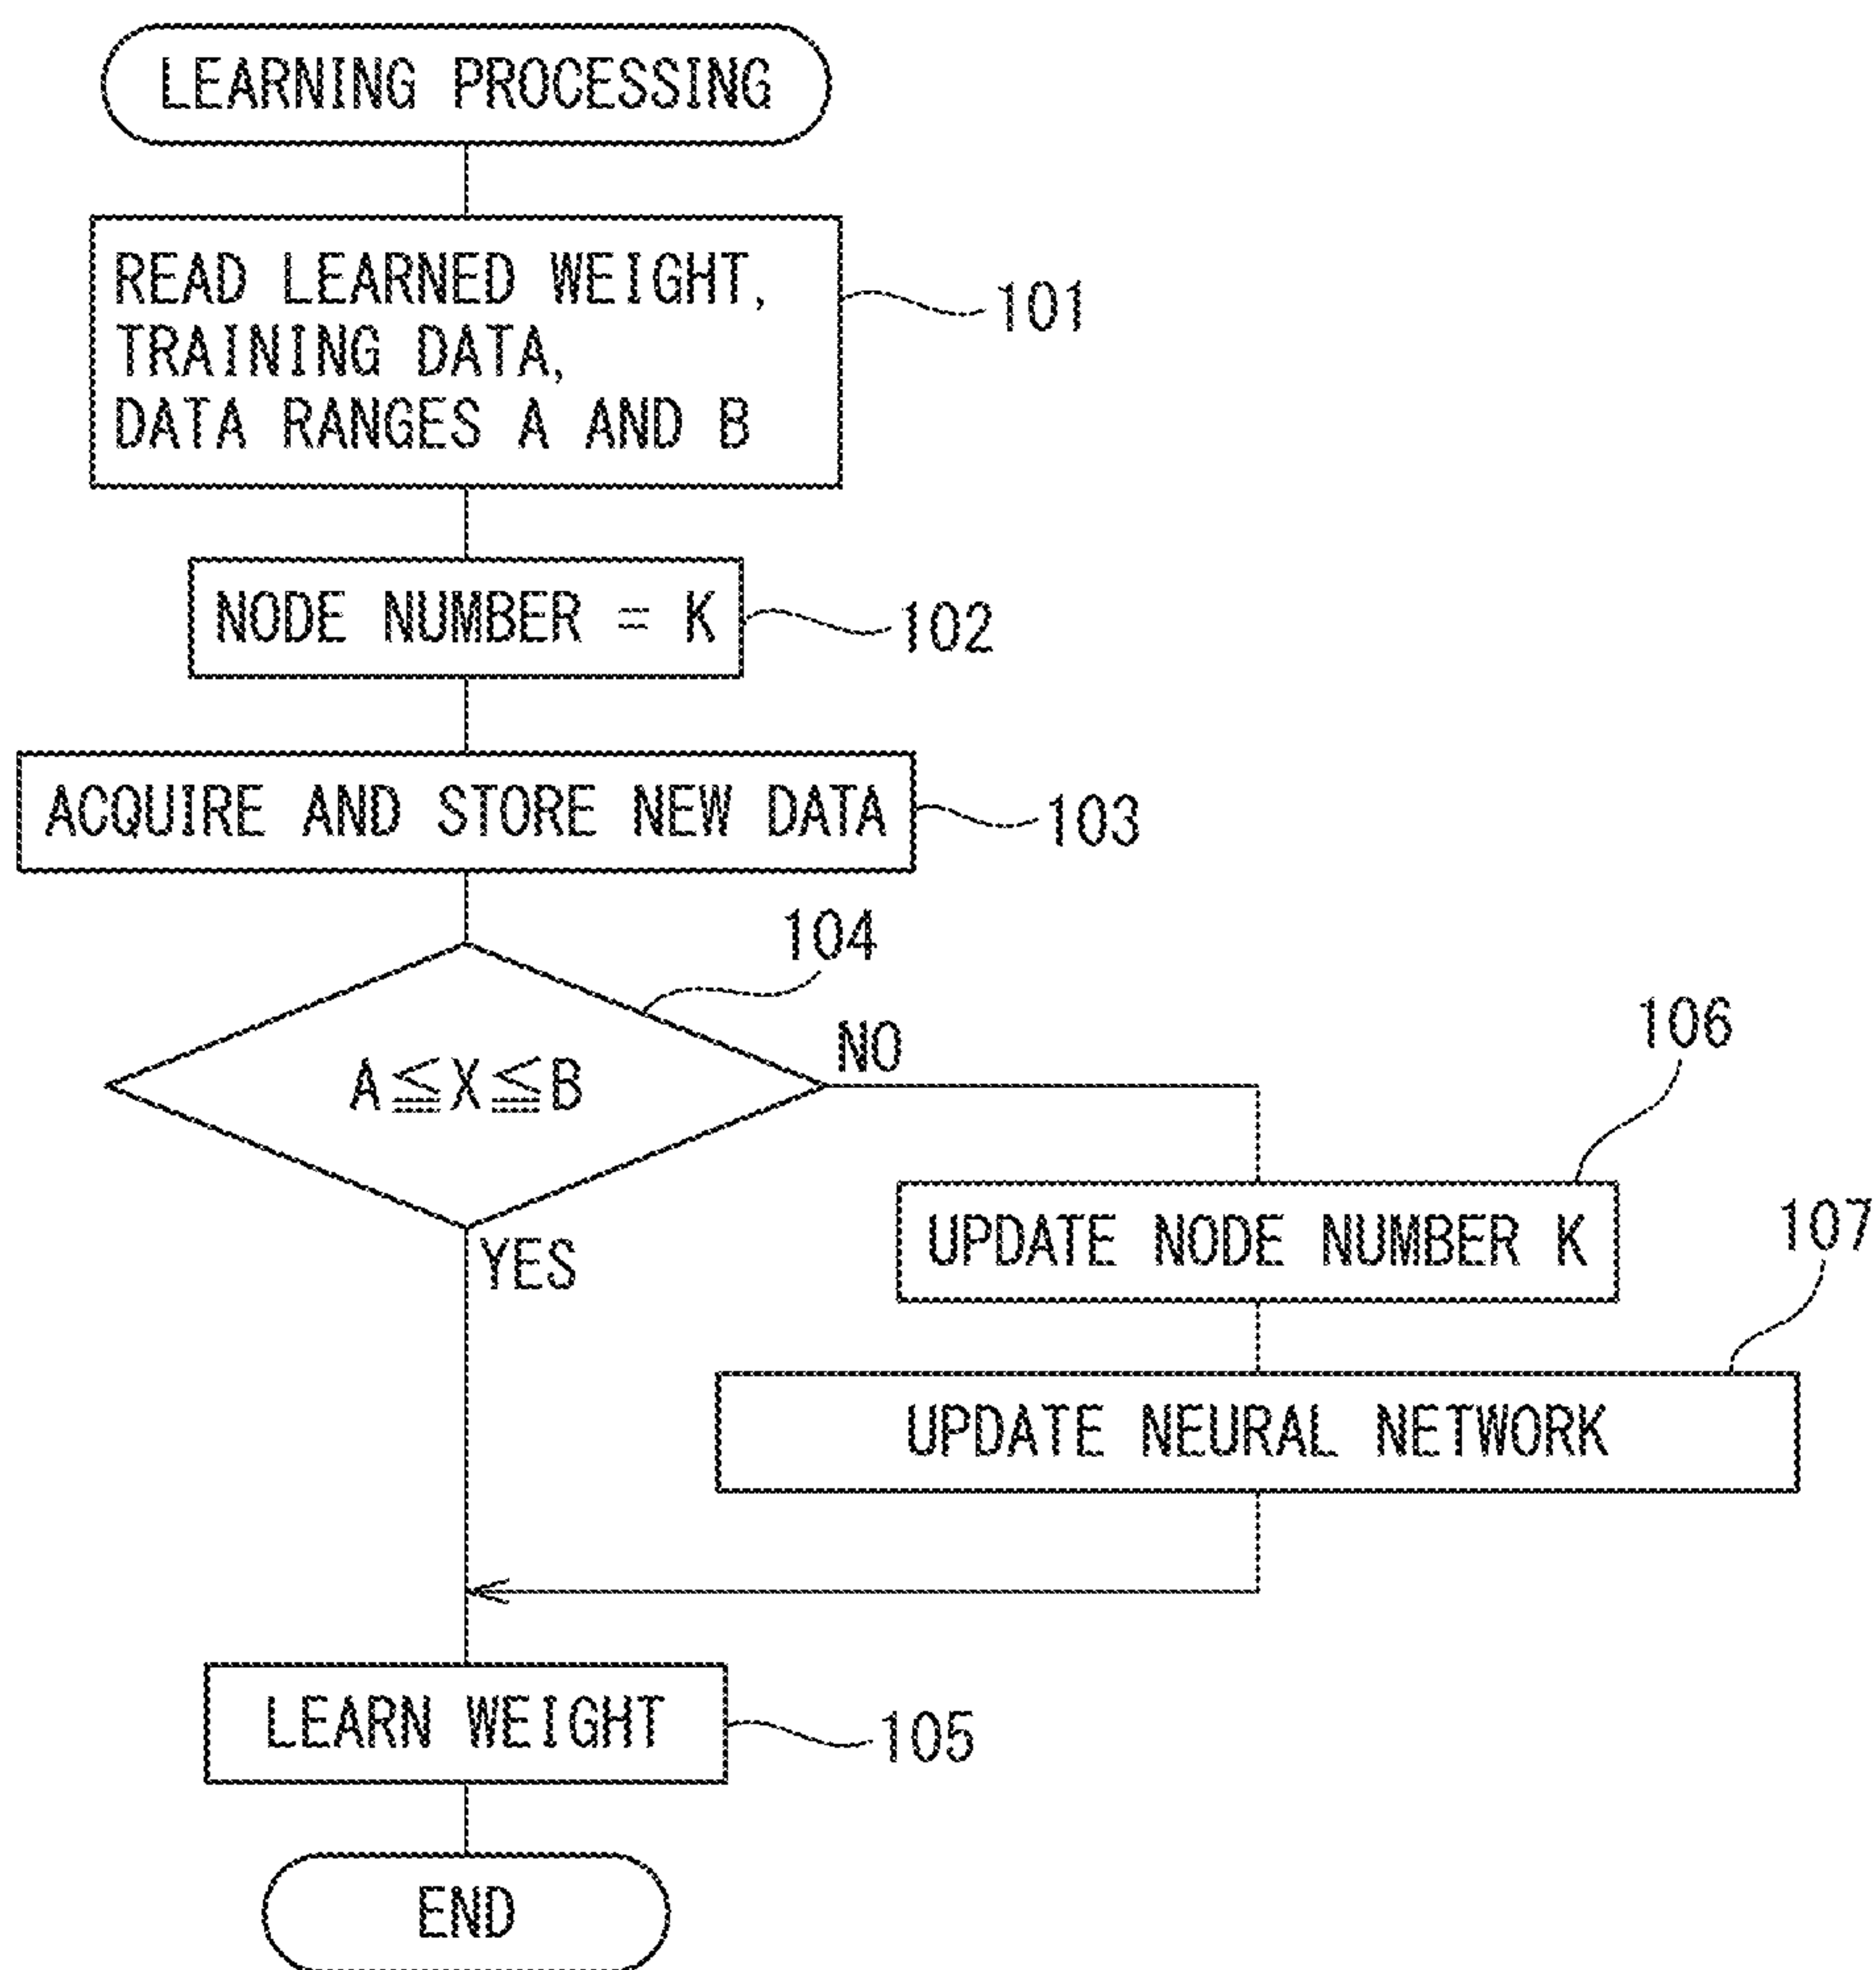 LEARNING PROCESSING
READ LEARNED WEIGHT,
TRAINING DATA,
DATA RANGES A AND B
101
NODE NUMBER = K
102
ACQUIRE AND STORE NEW DATA
103
104
A≦X≦B
NO
YES
106
UPDATE NODE NUMBER K
107
UPDATE NEURAL NETWORK
LEARN WEIGHT
105
END